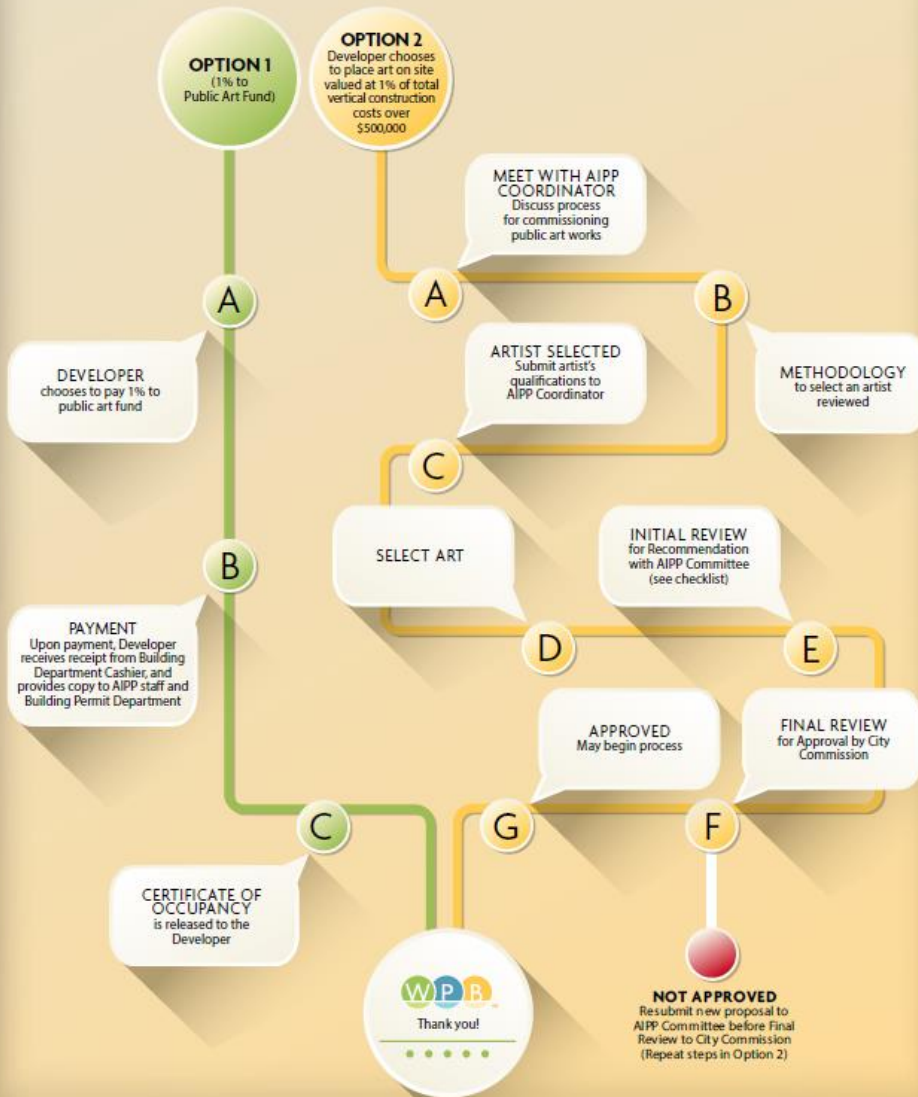 OPTION 1
(1% to
Public Art Fund)
OPTION 2
Developer chooses
to place art on site
valued at 1% of total
vertical construction
costs over
$500,000
MEET WITH AIPP
COORDINATOR
Discuss process
for commissioning
public art works
A
A
B
DEVELOPER
chooses to pay 1% to
public art fund
ARTIST SELECTED
Submit artist's
qualifications to
AIPP Coordinator
METHODOLOGY
to select an artist
reviewed
C
SELECT ART
INITIAL REVIEW
for Recommendation
with AIPP Committee
(see checklist)
B
D
E
PAYMENT
Upon payment, Developer
receives receipt from Building
Department Cashier, and
provides copy to AIPP staff and
Building Permit Department
APPROVED
May begin process
FINAL REVIEW
for Approval by City
Commission
C
G
F
CERTIFICATE OF
OCCUPANCY
is released to the
Developer
WPB
Thank you!
NOT APPROVED
Resubmit new proposal to
AIPP Committee before Final
Review to City Commission
(Repeat steps in Option 2)